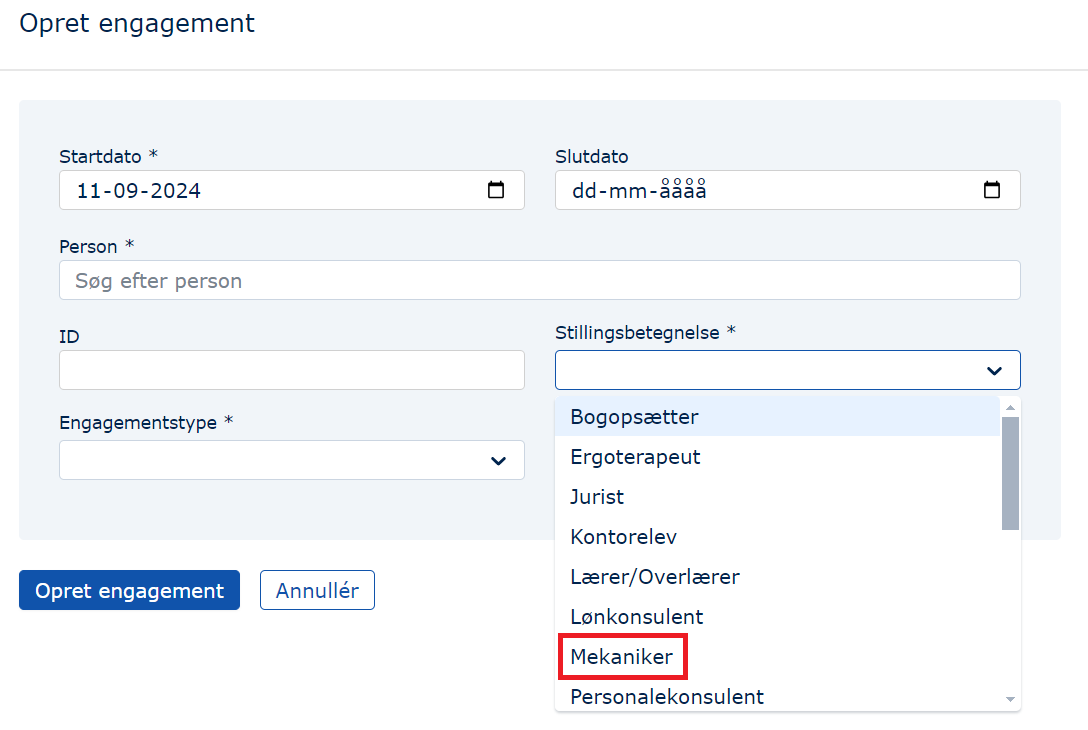 Opret engagement
Startdato *
Slutdato
11-09-2024
dd-mm-åååå
Person *
Søg efter person
ID
Stillingsbetegnelse *
Engagementstype *
Bogopsætter
Ergoterapeut
Jurist
Kontorelev
Lærer/Overlærer
Lønkonsulent
Mekaniker
Personalekonsulent
Opret engagement
Annullér